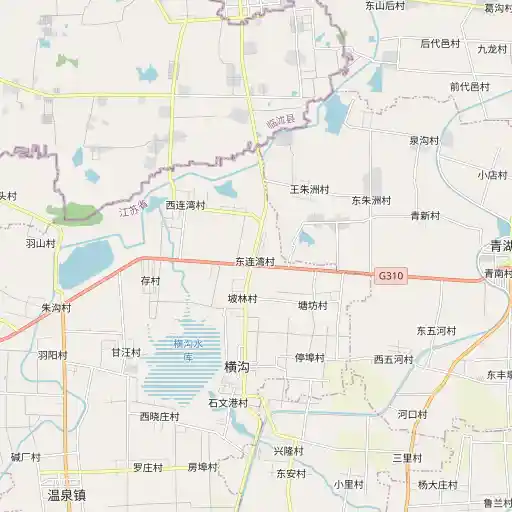 东山后村
葛沟村
后代邑村
九龙村
前代邑村
临沭县
泉沟村
小店村
头村
王朱洲村
东朱洲村
江苏省
西连湾村
青新村
羽山村
青湖
东连湾村
G310
青南村
存村
坡林村
塘坊村
朱沟村
东五河村
横沟水
库
羽阳村
甘汪村
横沟
停埠村
西五河村
东丰墩
石文港村
西晓庄村
河口村
碱厂村
兴隆村
三里村
罗庄村
房埠村
东安村
小里村
杨大庄村
温泉镇
鲁兰村